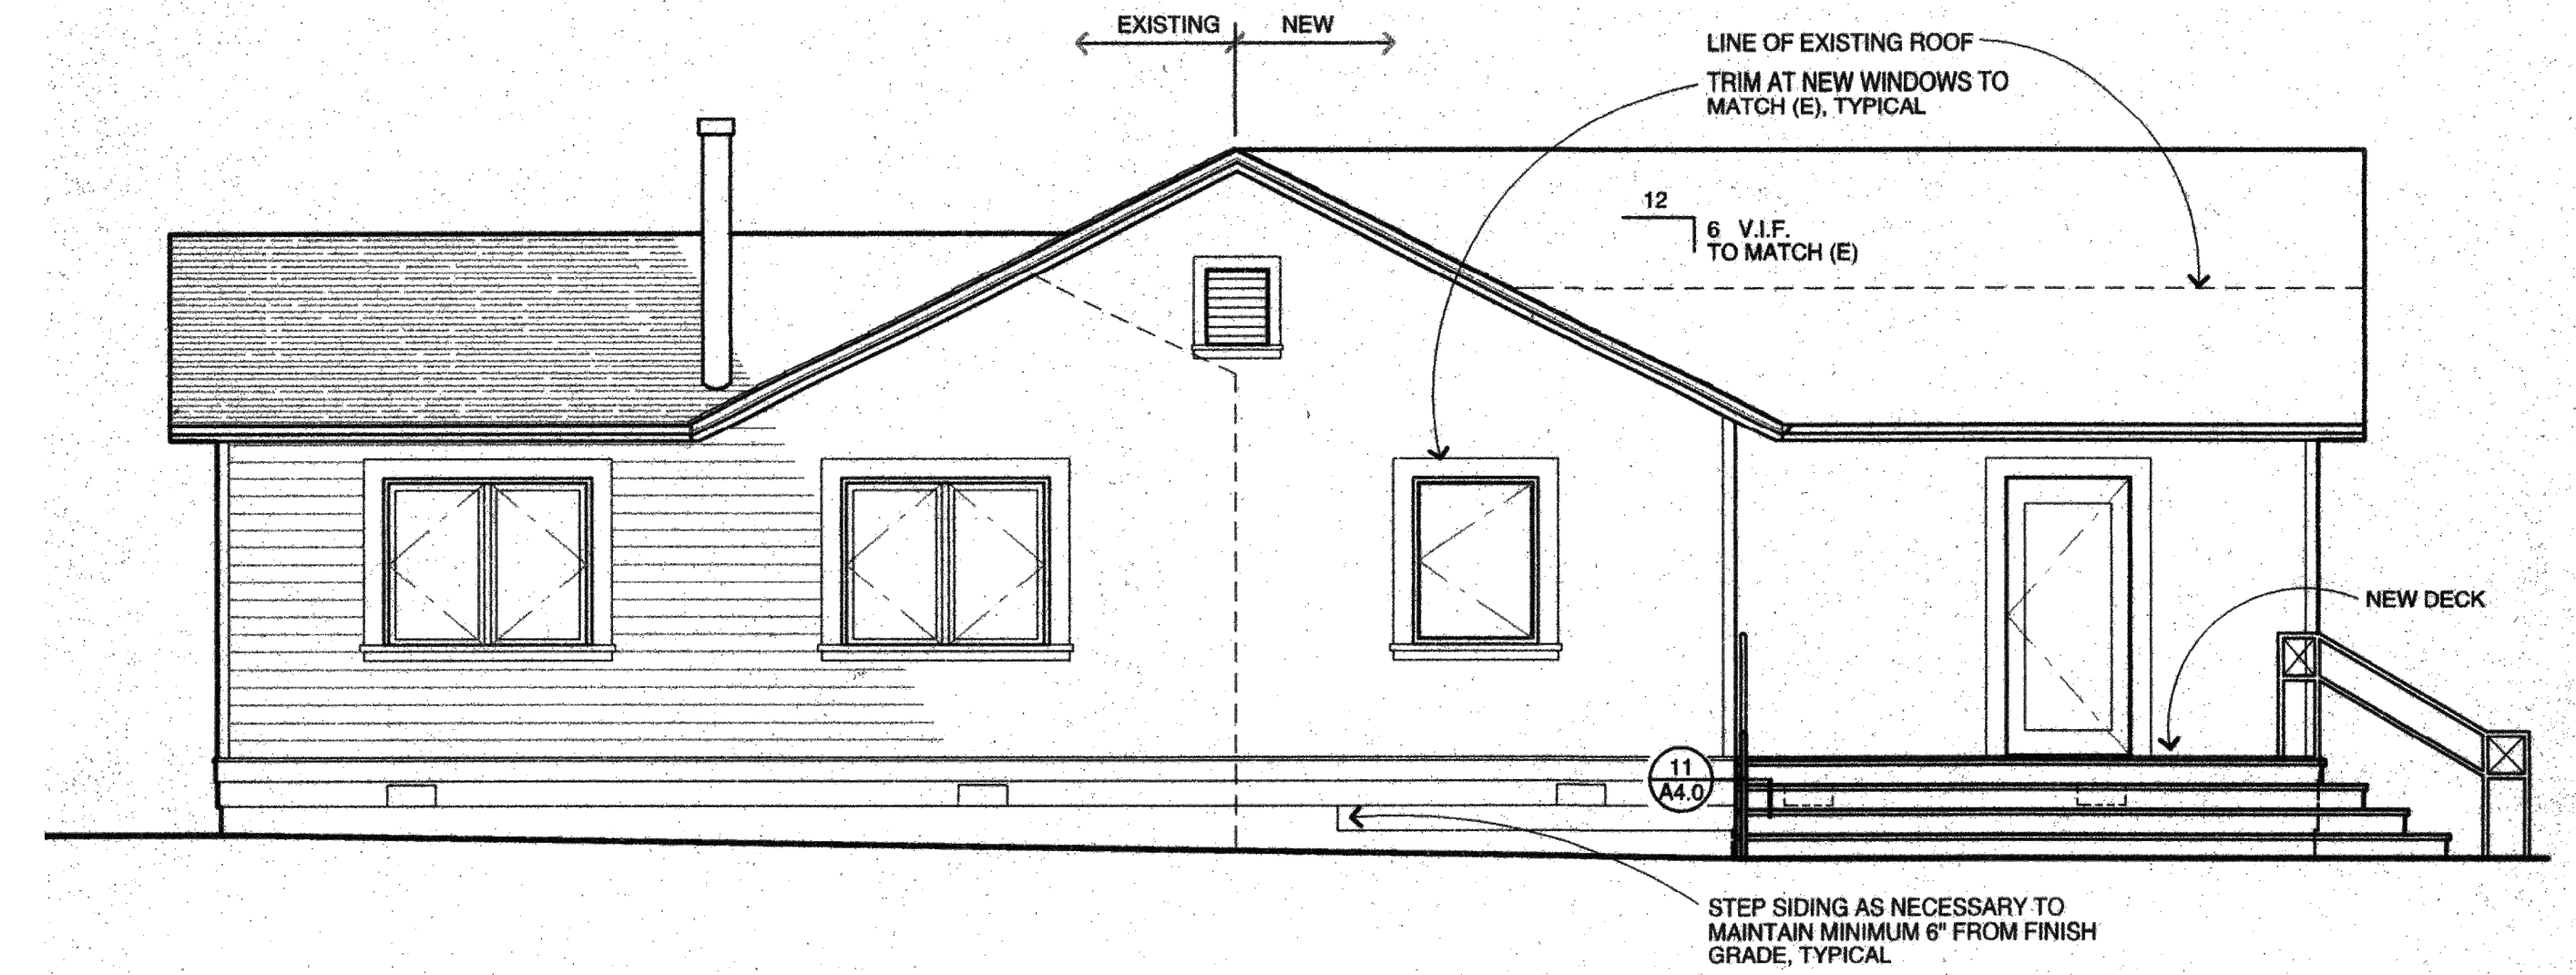 EXISTING NEW
LINE OF EXISTING ROOF
TRIM AT NEW WINDOWS TO
MATCH (E), TYPICAL
12
6 V.I.F.
TO MATCH (E)
NEW DECK
11
A4.0
STEP SIDING AS NECESSARY TO
MAINTAIN MINIMUM 6" FROM FINISH
GRADE, TYPICAL